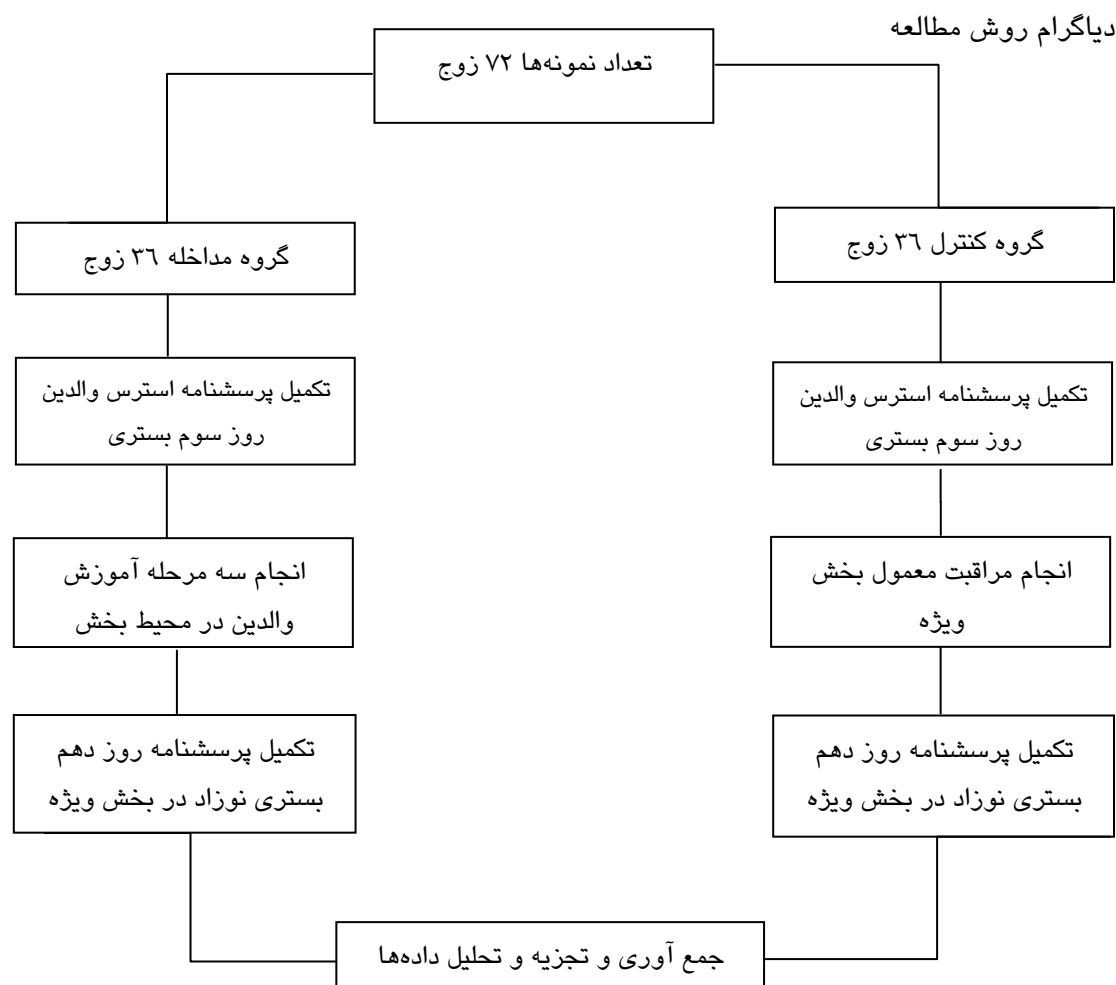 دیاگرام روش مطالعه
تعداد نمونه‌ها ٧٢ زوج
گروه کنترل ٣٦ زوج
گروه مداخله ٣٦ زوج
تکمیل پرسشنامه استرس والدین
روز سوم بستری
تکمیل پرسشنامه استرس والدین
روز سوم بستری
انجام مراقبت معمول بخش
ویژه
انجام سه مرحله آموزش
والدین در محیط بخش
تکمیل پرسشنامه روز دهم
بستری نوزاد در بخش ویژه
تکمیل پرسشنامه روز دهم
بستری نوزاد در بخش ویژه
جمع آوری و تجزیه و تحلیل داده‌ها